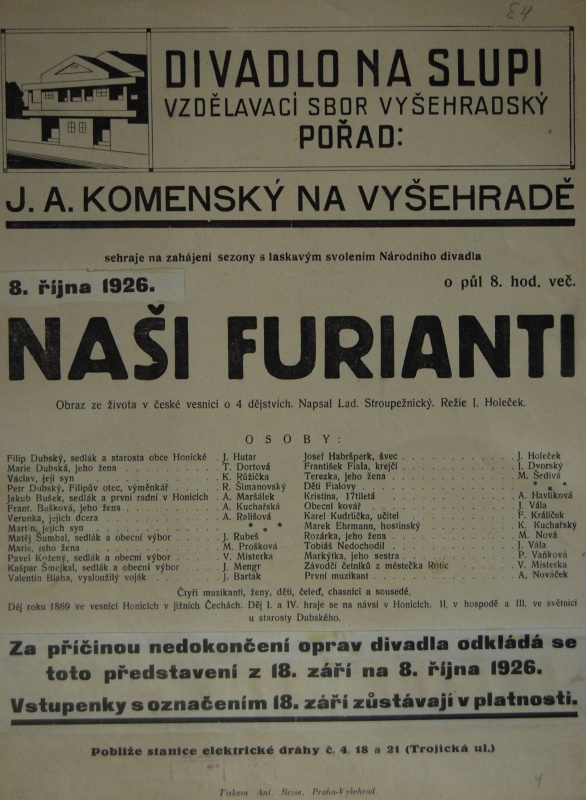 E4
DIVADLO NA SLUPI
VZDĚLAVACÍ SBOR VYŠEHRADSKÝ
POŘAD:
J. A. KOMENSKÝ NA VYŠEHRADĚ
sehraje na zahájení sezony s laskavým svolením Národního divadla
8. října 1926. o půl 8. hod. več.
NAŠI FURIANTI
Obraz ze života v české vesnici o 4 dějstvích. Napsal Lad. Stroupežnický. Režie J. Holeček.
OSOBY:
Filip Dubský, sedlák a starosta obce Honické . J. Hutar
Marie Dubská, jeho žena . . . . . T. Dortová
Václav, její syn . . . . . K. Růžička
Petr Dubský, Filipův otec, výměnkář . . R. Šimanovský
Jakub Bušek, sedlák a první radní v Honicích . A. Maršálek
Frant. Bušková, jeho žena . . . . . A. Kuchařská
Verunka, jejich dcera . . . . . A. Rališová
Martin, jejich syn . . . . . * * *
Matěj Šumbal, sedlák a obecní výbor . . J. Rubeš
Marie, jeho žena . . . . . M. Prošková
Pavel Kožený, sedlák a obecní výbor . . V. Misterka
Kašpar Šmejkal, sedlák a obecní výbor . . J. Mengr
Valentin Bláha, vysloužilý voják . . . J. Barták
Josef Habršperk, švec . . . . . J. Holeček
František Fiala, krejčí . . . . . J. Dvorský
Terezka, jeho žena . . . . . M. Šedivá
Děti Fialovy . . . . . * * *
Kristina, 17tiletá . . . . . A. Havlíková
Obecní kovář . . . . . J. Vála
Karel Kudrlička, učitel . . . . . F. Králíček
Marek Ehrmann, hostinský . . . . . K. Kuchařský
Rozárka, jeho žena . . . . . M. Nová
Tobiáš Nedochodil . . . . . J. Vála
Markytka, jeho sestra . . . . . P. Vaňková
Závodčí četníků z městečka Rotic . . . V. Misterka
První muzikant . . . . . A. Nováček
Čtyři muzikanti, ženy, děti, čeleď, chasníci a sousedé.
Děj roku 1869 ve vesnici Honicích v jižních Čechách. Děj I. a IV. hraje se na návsi v Honicích. II. v hospodě a III. ve světnici
u starosty Dubského.
Za příčinou nedokončení oprav divadla odkládá se
toto představení z 18. září na 8. října 1926.
Vstupenky s označením 18. září zůstávají v platnosti.
Poblíže stanice elektrické dráhy č. 4, 18 a 21 (Trojická ul.)
Tiskem Ant. Reise, Praha-Vyšehrad.
4